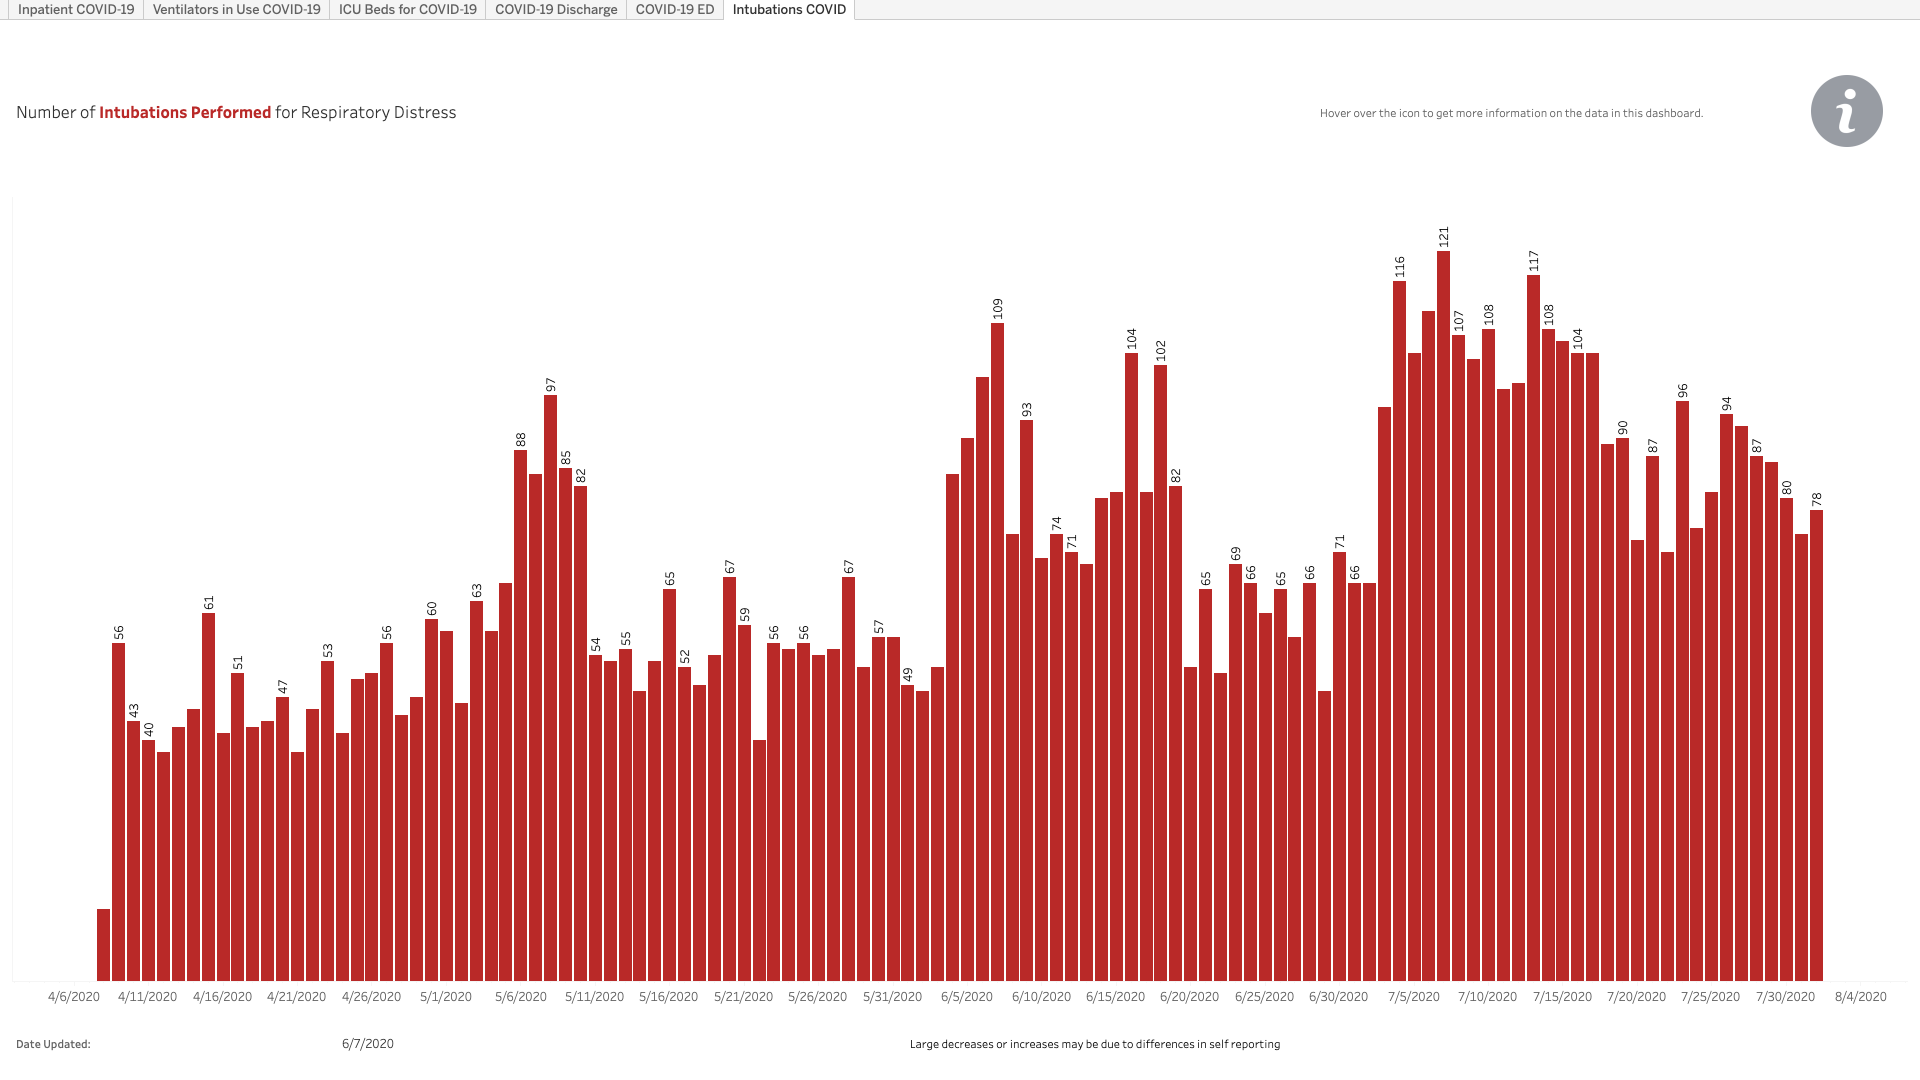 Inpatient COVID-19 Ventilators in Use COVID-19 ICU Beds for COVID-19 COVID-19 Discharge COVID-19 ED Intubations COVID
Number of Intubations Performed for Respiratory Distress
Hover over the icon to get more information on the data in this dashboard.
i
56 43 40 61 51 47 53 56 60 63 88 97 85 82 54 55 65 52 67 59 56 56 67 57 49 109 93 74 71 104 102 82 65 69 66 65 66 71 66 116 121 107 108 117 108 104 90 87 96 94 87 80 78
4/6/2020 4/11/2020 4/16/2020 4/21/2020 4/26/2020 5/1/2020 5/6/2020 5/11/2020 5/16/2020 5/21/2020 5/26/2020 5/31/2020 6/5/2020 6/10/2020 6/15/2020 6/20/2020 6/25/2020 6/30/2020 7/5/2020 7/10/2020 7/15/2020 7/20/2020 7/25/2020 7/30/2020 8/4/2020
Date Updated: 6/7/2020
Large decreases or increases may be due to differences in self reporting